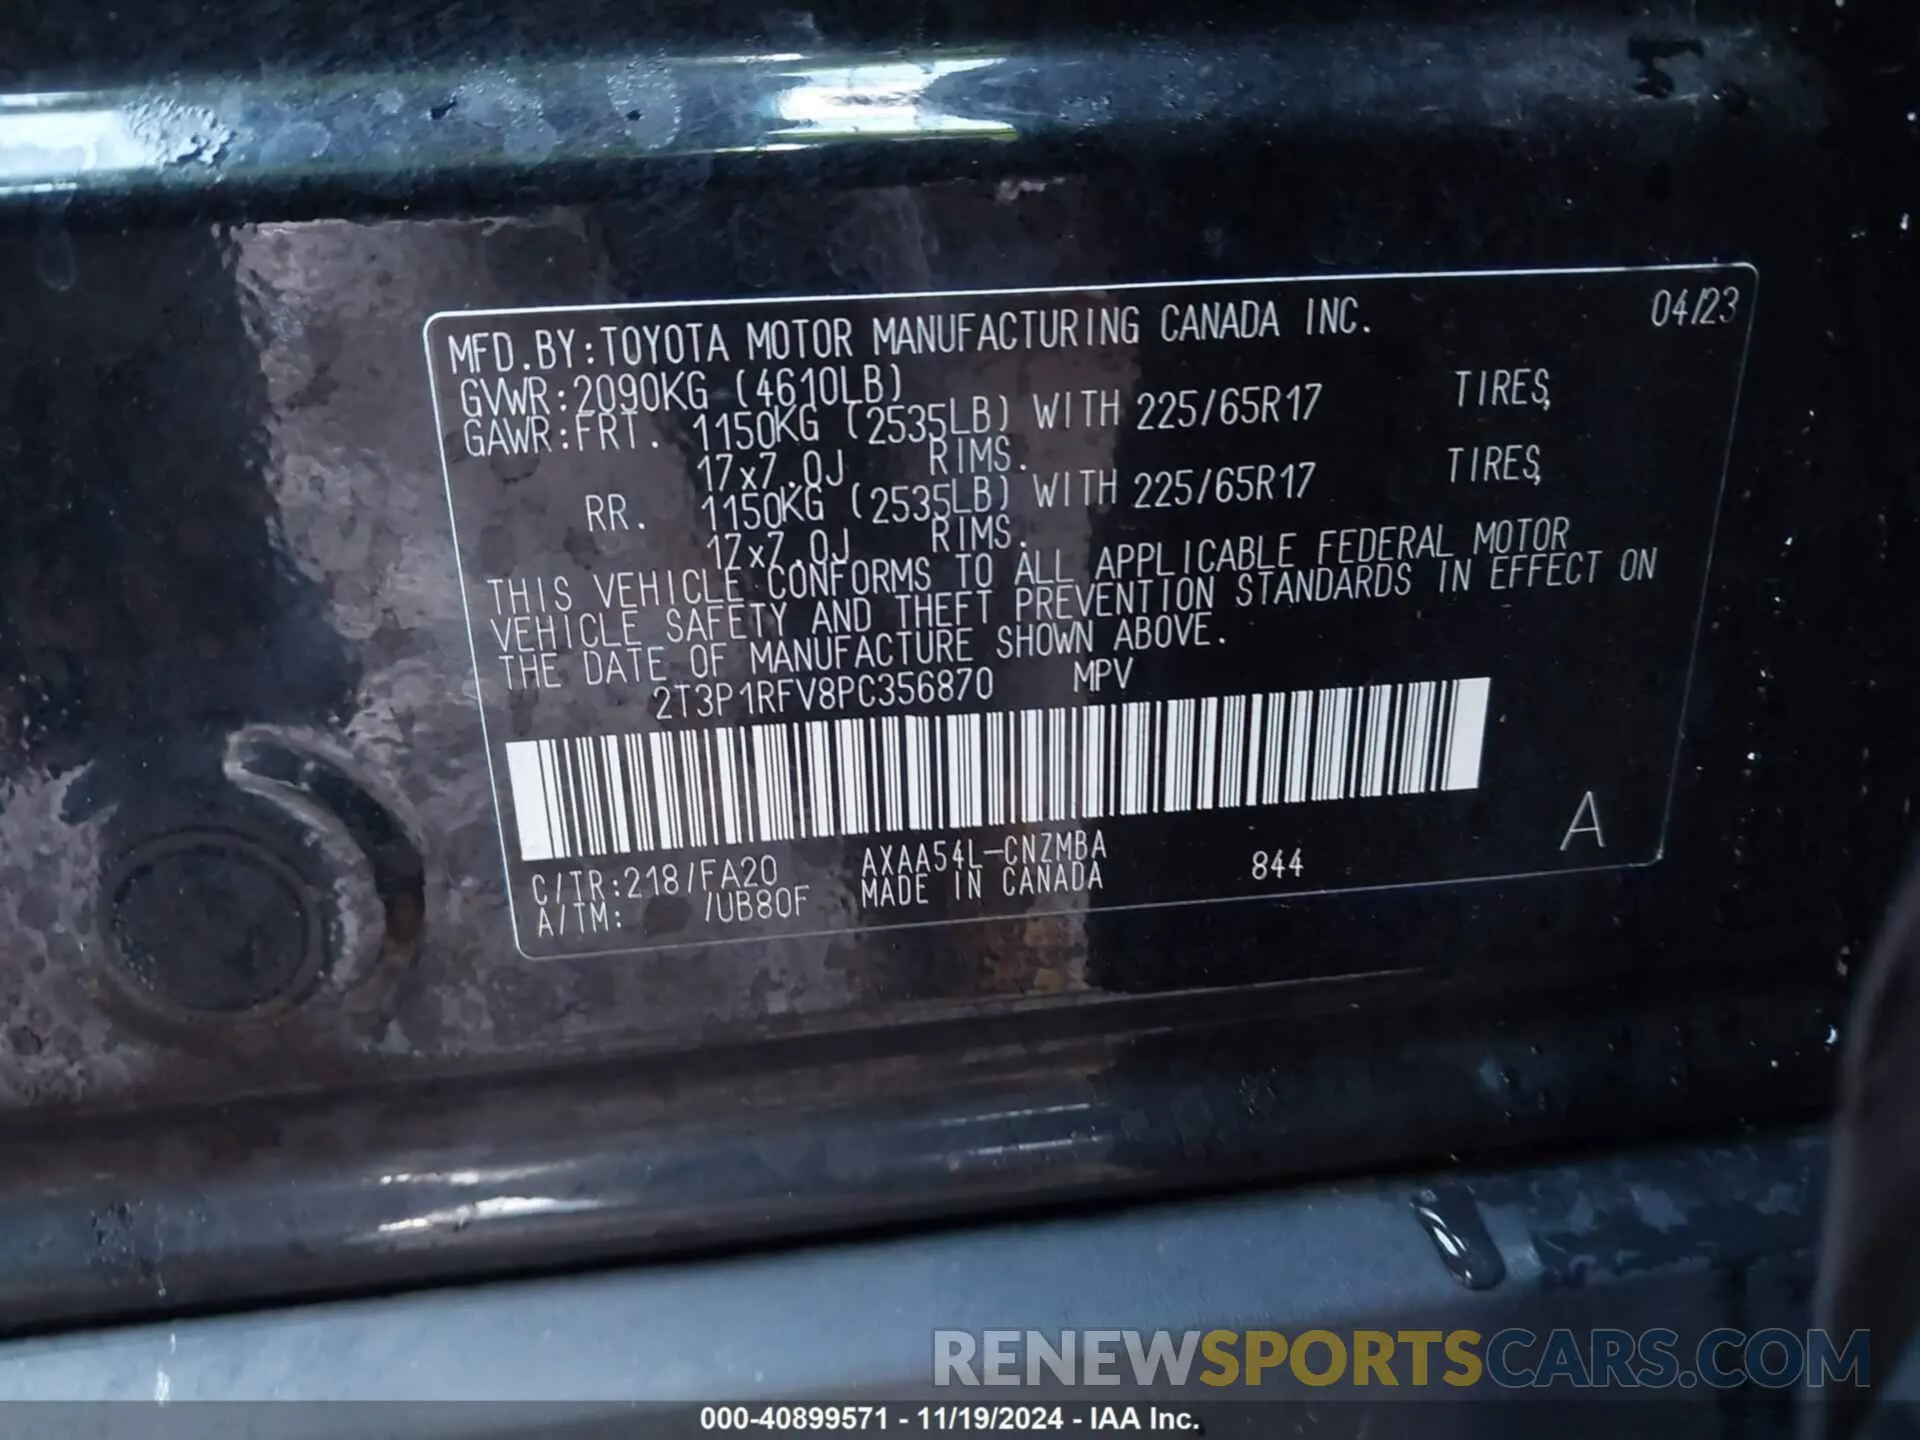 MFD.BY:TOYOTA MOTOR MANUFACTURING CANADA INC. 04/23
GVWR:2090KG (4610LB)
GAWR:FRT. 1150KG (2535LB) WITH 225/65R17 TIRES,
17x7.0J RIMS.
RR. 1150KG (2535LB) WITH 225/65R17 TIRES,
17x7.0J RIMS.
THIS VEHICLE CONFORMS TO ALL APPLICABLE FEDERAL MOTOR
VEHICLE SAFETY AND THEFT PREVENTION STANDARDS IN EFFECT ON
THE DATE OF MANUFACTURE SHOWN ABOVE.
2T3P1RFV8PC356870 MPV
A
C/TR:218/FA20 AXAA54L-CNZMBA 844
A/TM: /UB80F MADE IN CANADA
RENEWSPORTSCARS.COM
000-40899571 - 11/19/2024 - IAA Inc.